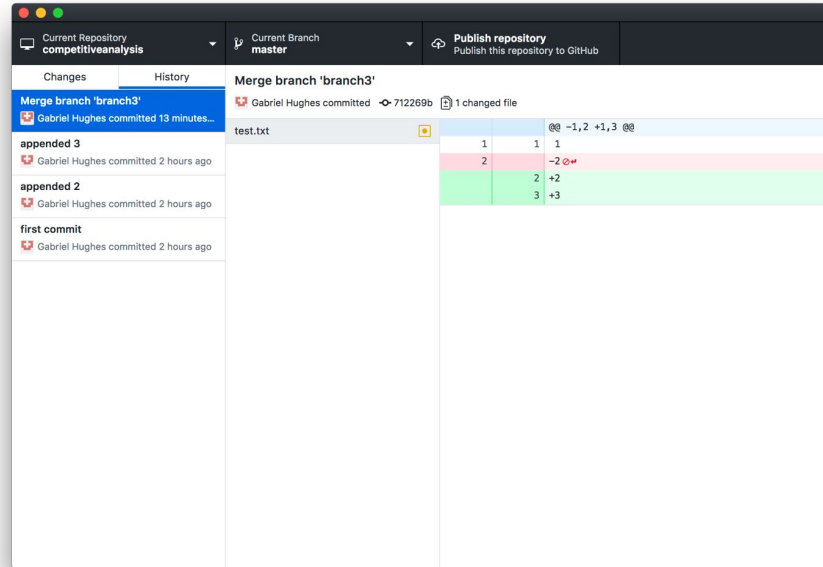 Current Repository
competitiveanalysis
Current Branch
master
Publish repository
Publish this repository to GitHub
Changes
History
Merge branch 'branch3'
Gabriel Hughes committed 13 minutes...
appended 3
Gabriel Hughes committed 2 hours ago
appended 2
Gabriel Hughes committed 2 hours ago
first commit
Gabriel Hughes committed 2 hours ago
Merge branch 'branch3'
Gabriel Hughes committed 712269b 1 changed file
test.txt
@@ -1,2 +1,3 @@
1 1 1
2 -2
2 +2
3 +3